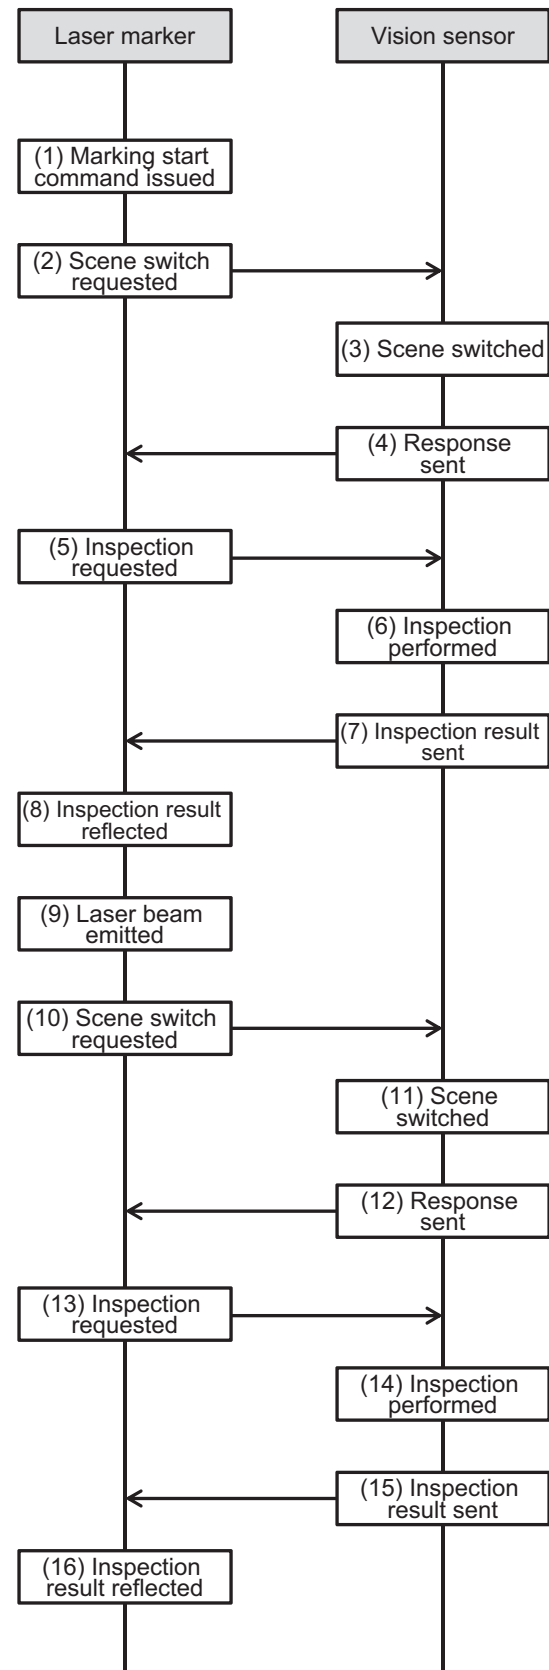 Laser marker
Vision sensor
(1) Marking start
command issued
(2) Scene switch
requested
(3) Scene switched
(4) Response
sent
(5) Inspection
requested
(6) Inspection
performed
(7) Inspection result
sent
(8) Inspection result
reflected
(9) Laser beam
emitted
(10) Scene switch
requested
(11) Scene
switched
(12) Response
sent
(13) Inspection
requested
(14) Inspection
performed
(15) Inspection
result sent
(16) Inspection
result reflected